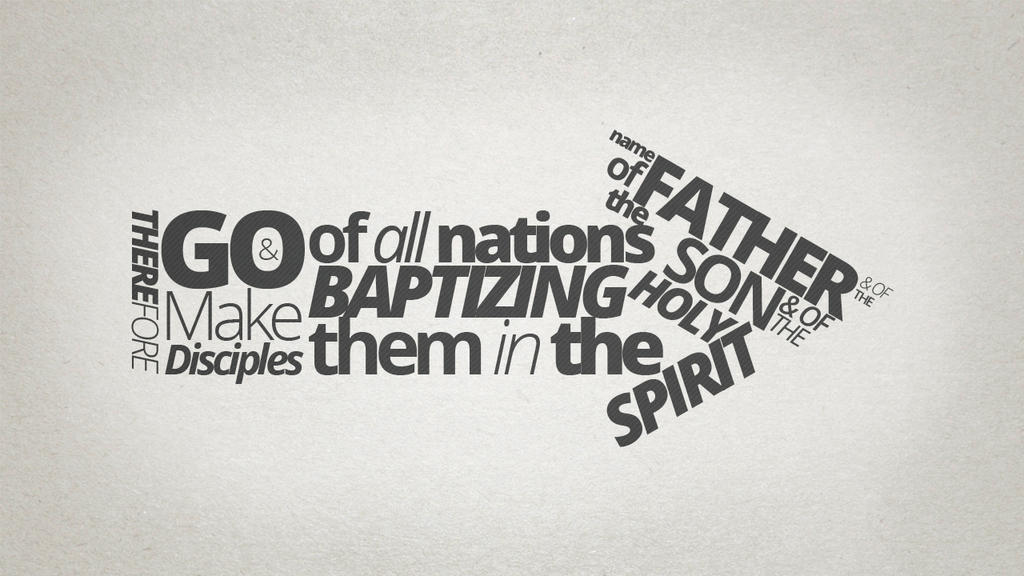 THEREFORE
GO
&
Make
Disciples
of all nations
BAPTIZING
them in the
name
of
the
FATHER
& OF
THE
SON
& OF
THE
HOLY
SPIRIT